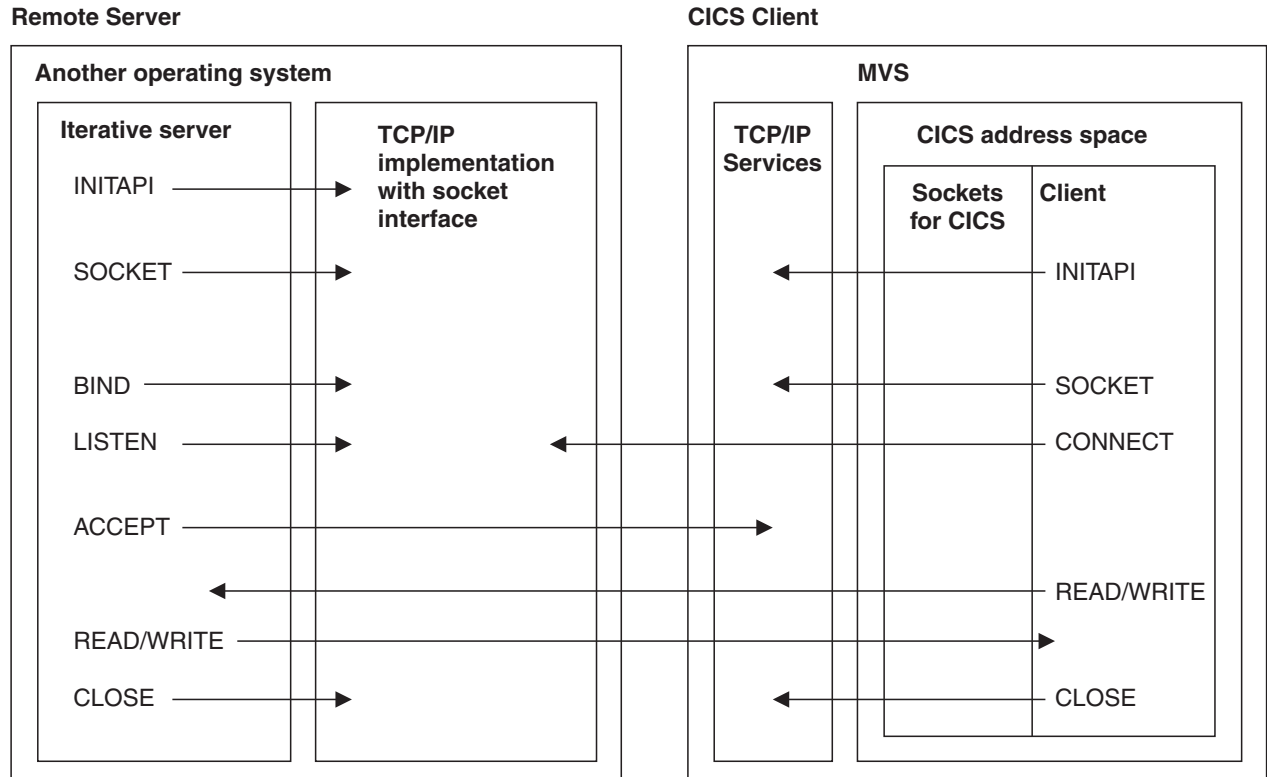 Remote Server
CICS Client
Another operating system
MVS
Iterative server
TCP/IP
implementation
with socket
interface
TCP/IP
Services
CICS address space
Sockets
for CICS
Client
INITAPI
SOCKET
BIND
LISTEN
ACCEPT
READ/WRITE
CLOSE
INITAPI
SOCKET
CONNECT
READ/WRITE
CLOSE